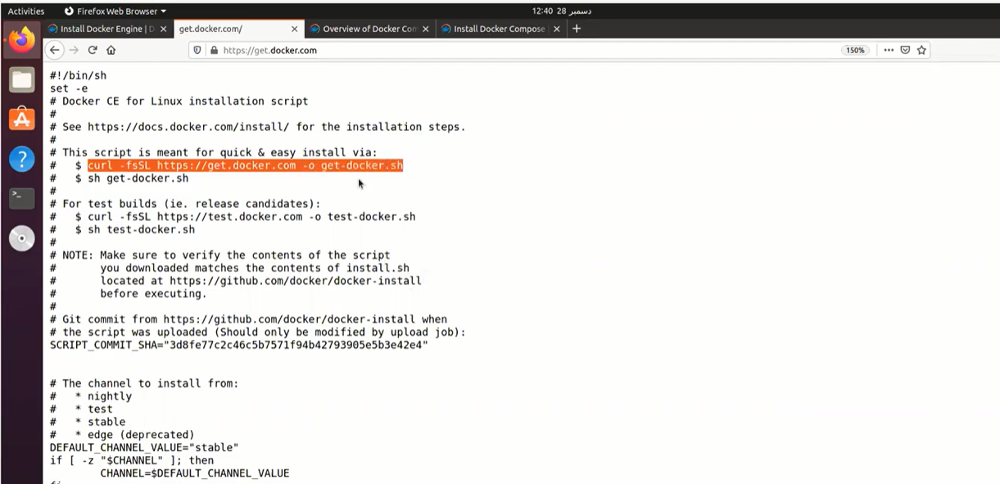 Activities Firefox Web Browser 12:40 28 دسمبر
Install Docker Engine | D get.docker.com/ Overview of Docker Com Install Docker Compose
https://get.docker.com 150%
#!/bin/sh
set -e
# Docker CE for Linux installation script
#
# See https://docs.docker.com/install/ for the installation steps.
#
# This script is meant for quick & easy install via:
#   $ curl -fsSL https://get.docker.com -o get-docker.sh
#   $ sh get-docker.sh
#
# For test builds (ie. release candidates):
#   $ curl -fsSL https://test.docker.com -o test-docker.sh
#   $ sh test-docker.sh
#
# NOTE: Make sure to verify the contents of the script
#       you downloaded matches the contents of install.sh
#       located at https://github.com/docker/docker-install
#       before executing.
#
# Git commit from https://github.com/docker/docker-install when
# the script was uploaded (Should only be modified by upload job):
SCRIPT_COMMIT_SHA="3d8fe77c2c46c5b7571f94b42793905e5b3e42e4"
# The channel to install from:
#   * nightly
#   * test
#   * stable
#   * edge (deprecated)
DEFAULT_CHANNEL_VALUE="stable"
if [ -z "$CHANNEL" ]; then
        CHANNEL=$DEFAULT_CHANNEL_VALUE